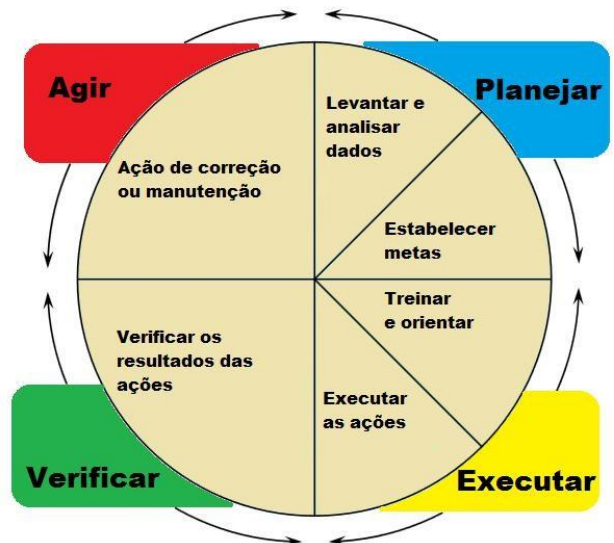 Agir
Planejar
Levantar e
analisar
dados
Ação de correção
ou manutenção
Estabelecer
metas
Treinar
e orientar
Verificar os
resultados das
ações
Executar
as ações
Verificar
Executar